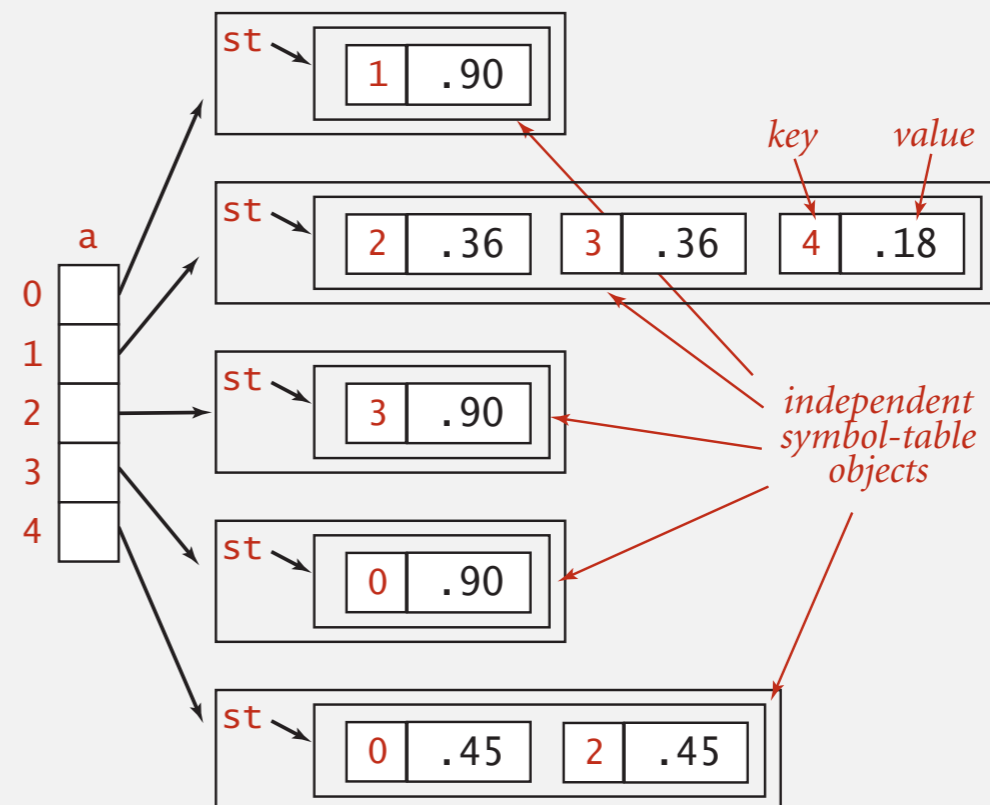 st
1 .90
key value
st
2 .36 3 .36 4 .18
a
0
1
2
3
4
st
3 .90
independent
symbol-table
objects
st
0 .90
st
0 .45 2 .45